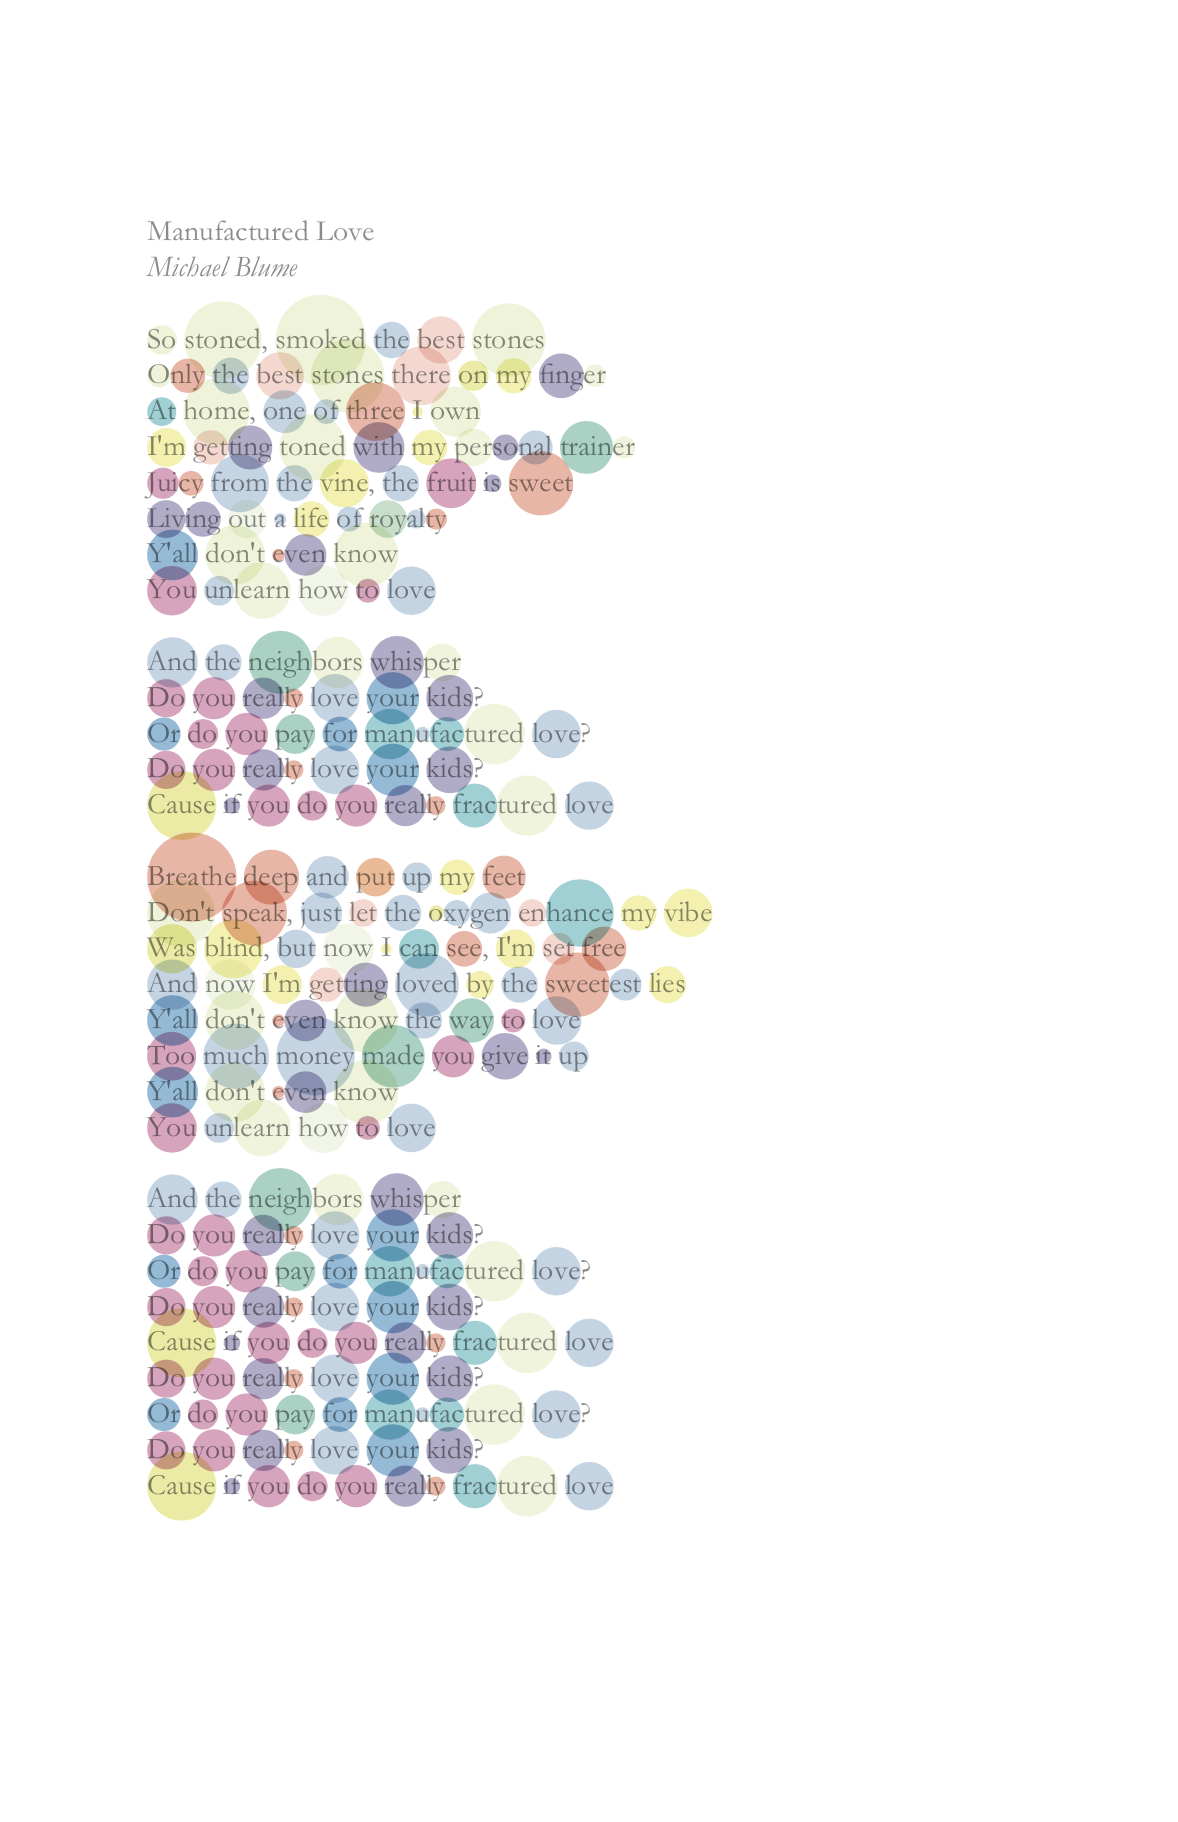 Manufactured Love
Michael Blume
So stoned, smoked the best stones
Only the best stones there on my finger
At home, one of three I own
I'm getting toned with my personal trainer
Juicy from the vine, the fruit is sweet
Living out a life of royalty
Y'all don't even know
You unlearn how to love
And the neighbors whisper
Do you really love your kids?
Or do you pay for manufactured love?
Do you really love your kids?
Cause if you do you really fractured love
Breathe deep and put up my feet
Don't speak, just let the oxygen enhance my vibe
Was blind, but now I can see, I'm set free
And now I'm getting loved by the sweetest lies
Y'all don't even know the way to love
Too much money made you give it up
Y'all don't even know
You unlearn how to love
And the neighbors whisper
Do you really love your kids?
Or do you pay for manufactured love?
Do you really love your kids?
Cause if you do you really fractured love
Do you really love your kids?
Or do you pay for manufactured love?
Do you really love your kids?
Cause if you do you really fractured love